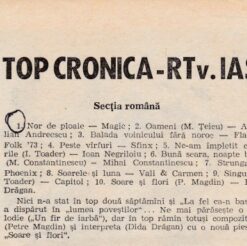 TOP CRONICA-RTv. IAȘ
Secția română
1. Nor de ploaie — Magic; 2. Oameni (M. Țeicu) —
lian Andreescu; 3. Balada voinicului fără noroc — Fla
Folk '73; 4. Peste vîrfuri — Sfinx; 5. Ne-am împletit c
rile (I. Toader) — Ioan Negroiu; 6. Bună seara, noapte b
(M. Constantinescu) — Mihai Constantinescu; 7. Strung
Phoenix; 8. Soarele-și luna — Vali & Carmen; 9. Singu
Toader) — Capitol; 10. Soare și flori (P. Magdin) —
Drăgan.
Nici n-a stat în top două săptămîni și „La fel ca-n bas
a dispărut în „lumea poveștilor"... Ne mai părăsește o
lodie („Un fir de iarbă"), dar în top rămîn totuși compozit
(Petre Magdin) și interpreta (Dida Drăgan) cu o nouă pi
„Soare și flori".